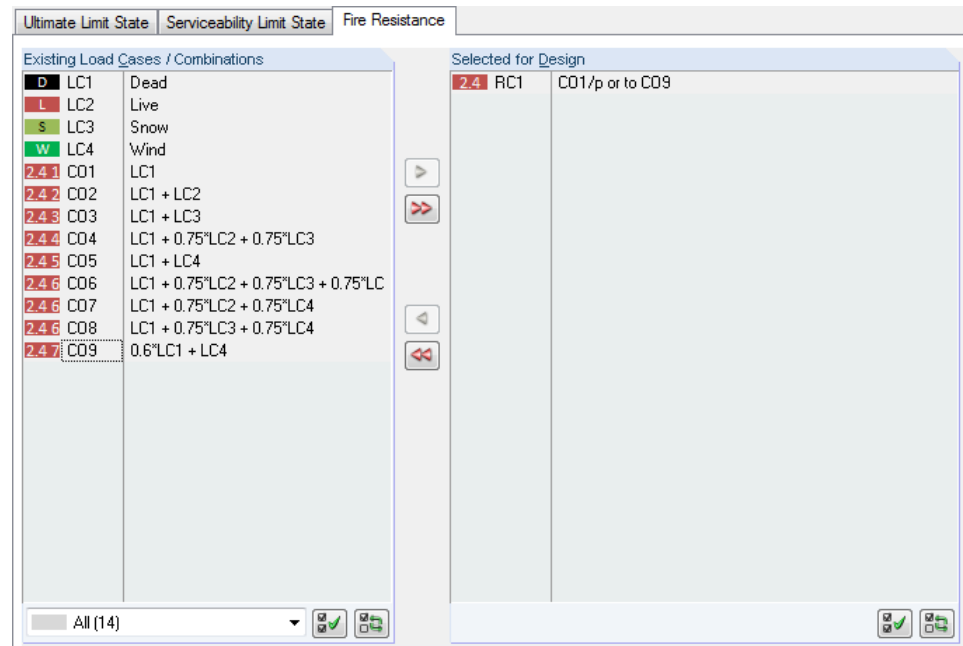 Ultimate Limit State Serviceability Limit State Fire Resistance
Existing Load Cases / Combinations
D LC1 Dead
L LC2 Live
S LC3 Snow
W LC4 Wind
2.4 1 CO1 LC1
2.4 2 CO2 LC1 + LC2
2.4 3 CO3 LC1 + LC3
2.4 4 CO4 LC1 + 0.75*LC2 + 0.75*LC3
2.4 5 CO5 LC1 + LC4
2.4 6 CO6 LC1 + 0.75*LC2 + 0.75*LC3 + 0.75*LC
2.4 6 CO7 LC1 + 0.75*LC2 + 0.75*LC4
2.4 6 CO8 LC1 + 0.75*LC3 + 0.75*LC4
2.4 7 CO9 0.6*LC1 + LC4
All (14)
Selected for Design
2.4 RC1 CO1/p or to CO9